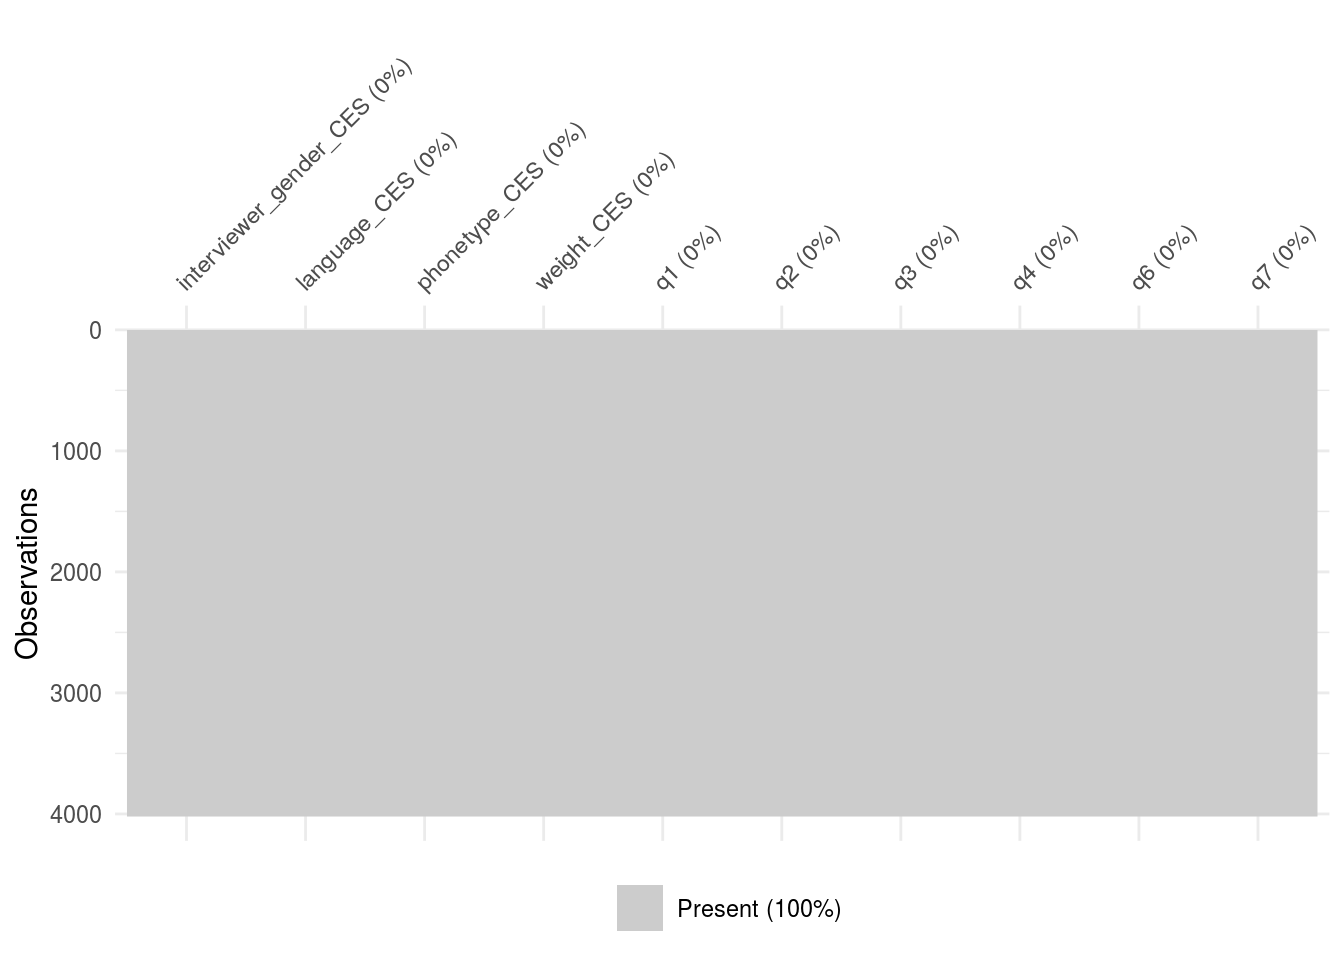 interviewer_gender_CES (0%)
language_CES (0%)
phonetype_CES (0%)
weight_CES (0%)
q1 (0%)
q2 (0%)
q3 (0%)
q4 (0%)
q6 (0%)
q7 (0%)
0
1000
2000
3000
4000
Observations
Present (100%)